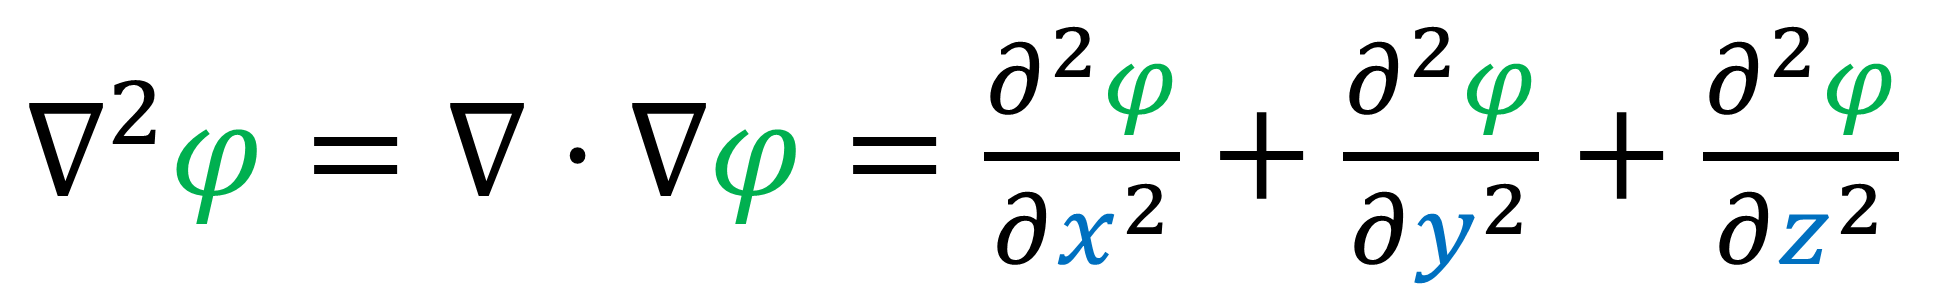 ∇²φ = ∇ · ∇φ = ∂²φ/∂x² + ∂²φ/∂y² + ∂²φ/∂z²